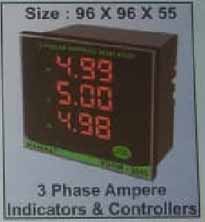 Size : 96 X 96 X 55
4.99
5.00
4.98
3 Phase Ampere
Indicators & Controllers